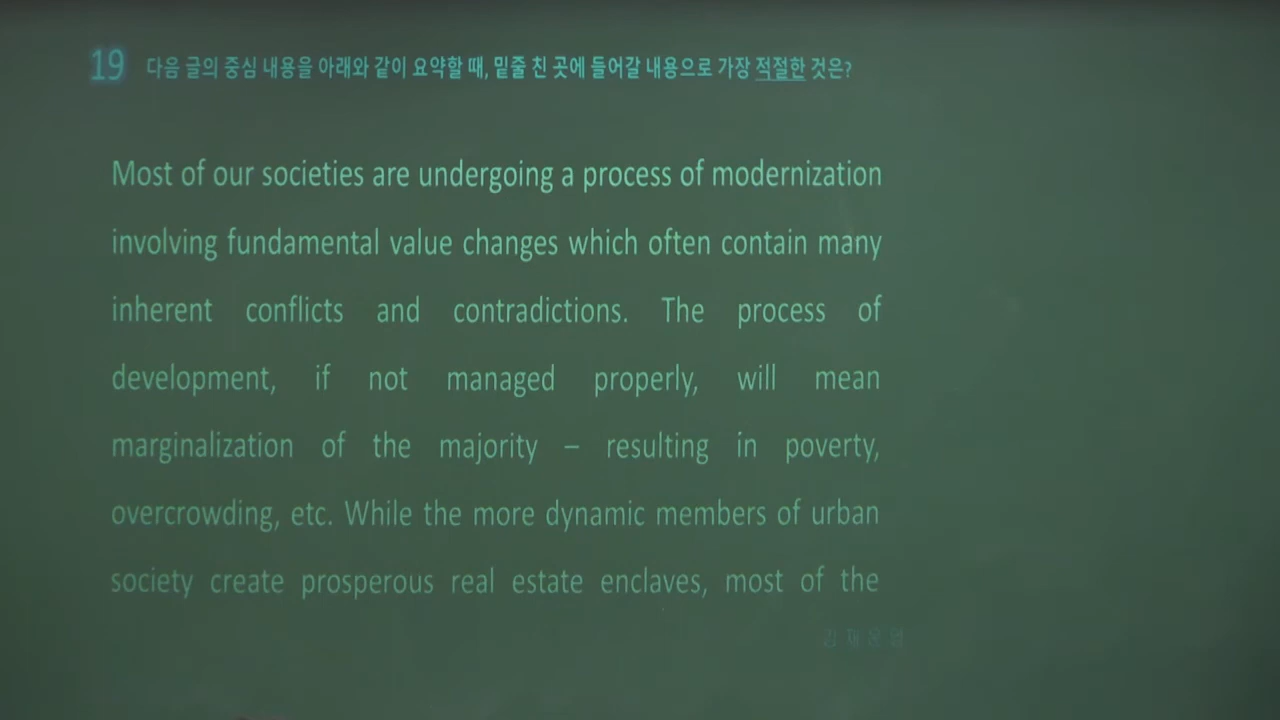 19 다음 글의 중심 내용을 아래와 같이 요약할 때, 밑줄 친 곳에 들어갈 내용으로 가장 적절한 것은?
Most of our societies are undergoing a process of modernization
involving fundamental value changes which often contain many
inherent conflicts and contradictions. The process of
development, if not managed properly, will mean
marginalization of the majority – resulting in poverty,
overcrowding, etc. While the more dynamic members of urban
society create prosperous real estate enclaves, most of the